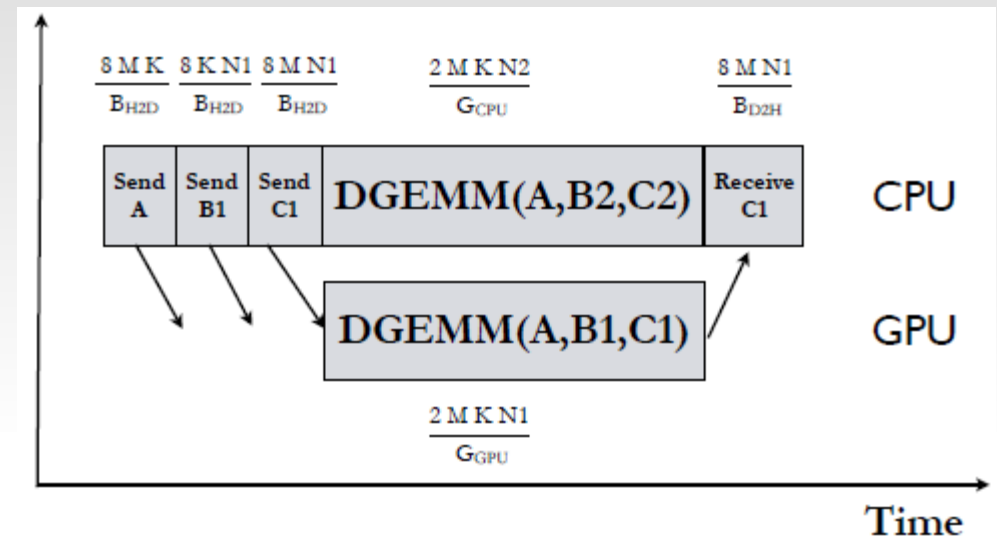 8 M K 8 K N1 8 M N1 2 M K N2 8 M N1
B_H2D B_H2D B_H2D G_CPU B_D2H
Send A
Send B1
Send C1
DGEMM(A,B2,C2)
Receive C1
CPU
DGEMM(A,B1,C1)
GPU
2 M K N1
G_GPU
Time